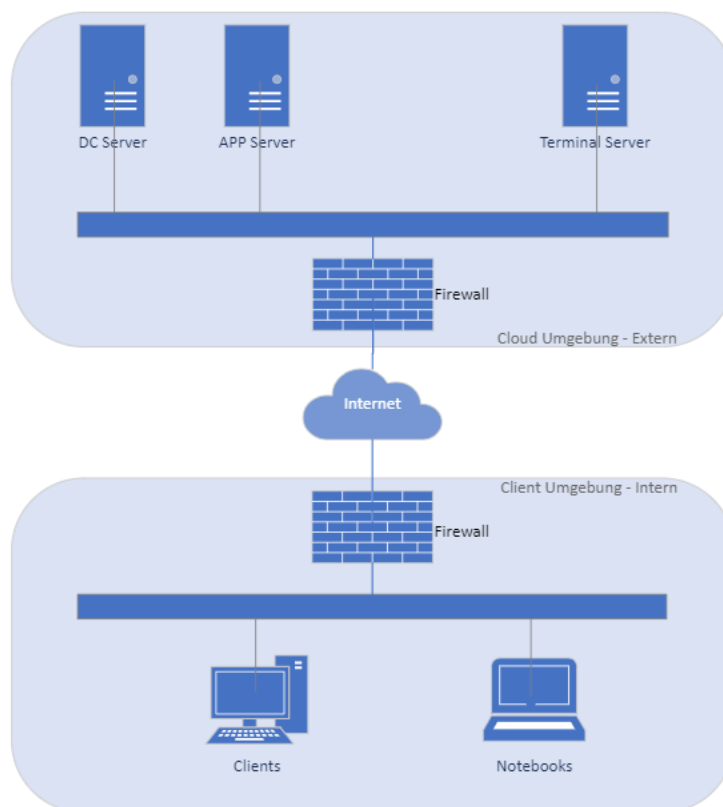 DC Server
APP Server
Terminal Server
Firewall
Cloud Umgebung - Extern
Internet
Client Umgebung - Intern
Firewall
Clients
Notebooks